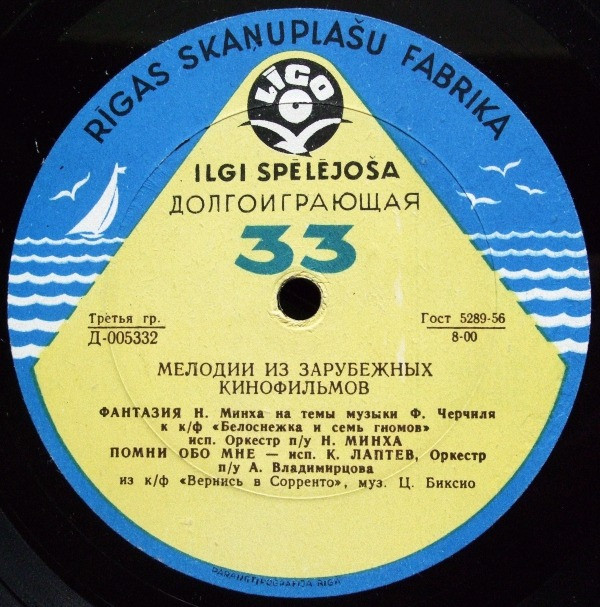 RĪGAS SKAŅUPLAŠU FABRIKA
LĪGO
ILGI SPĒLĒJOŠA
ДОЛГОИГРАЮЩАЯ
33
Третья гр.
Д-005332
Гост 5289-56
8-00
МЕЛОДИИ ИЗ ЗАРУБЕЖНЫХ
КИНОФИЛЬМОВ
ФАНТАЗИЯ Н. Минха на темы музыки Ф. Черчиля
к к/ф «Белоснежка и семь гномов»
исп. Оркестр п/у Н. МИНХА
ПОМНИ ОБО МНЕ — исп. К. ЛАПТЕВ, Оркестр
п/у А. Владимирцова
из к/ф «Вернись в Сорренто», муз. Ц. Биксио
RIGA